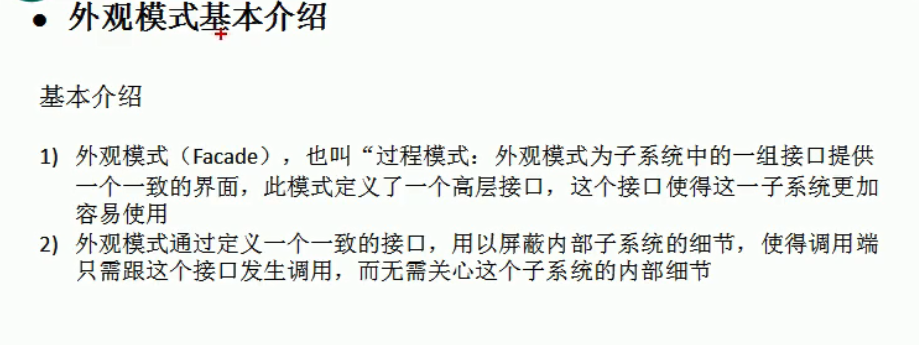 ● 外观模式基本介绍
基本介绍
1) 外观模式（Facade），也叫“过程模式：外观模式为子系统中的一组接口提供
一个一致的界面，此模式定义了一个高层接口，这个接口使得这一子系统更加
容易使用
2) 外观模式通过定义一个一致的接口，用以屏蔽内部子系统的细节，使得调用端
只需跟这个接口发生调用，而无需关心这个子系统的内部细节